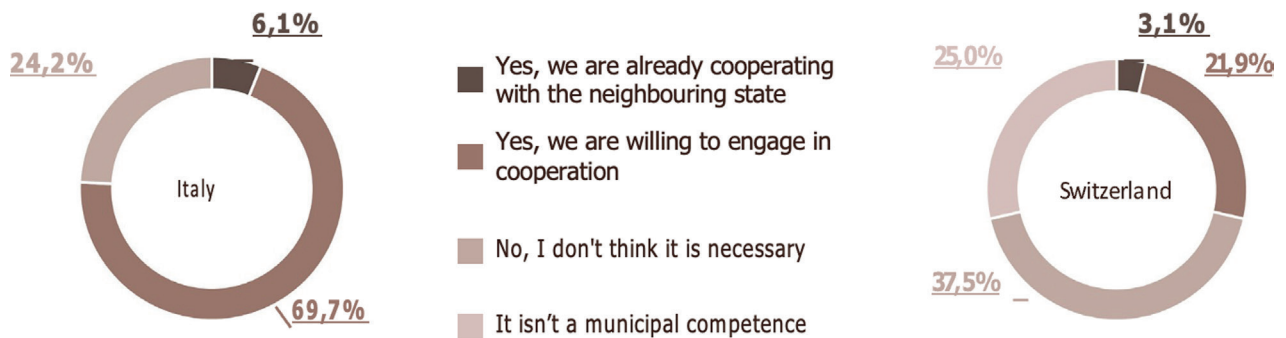 6,1%
24,2%
Italy
69,7%
Yes, we are already cooperating
with the neighbouring state
Yes, we are willing to engage in
cooperation
No, I don't think it is necessary
It isn't a municipal competence
3,1%
25,0%
21,9%
Switzerland
37,5%